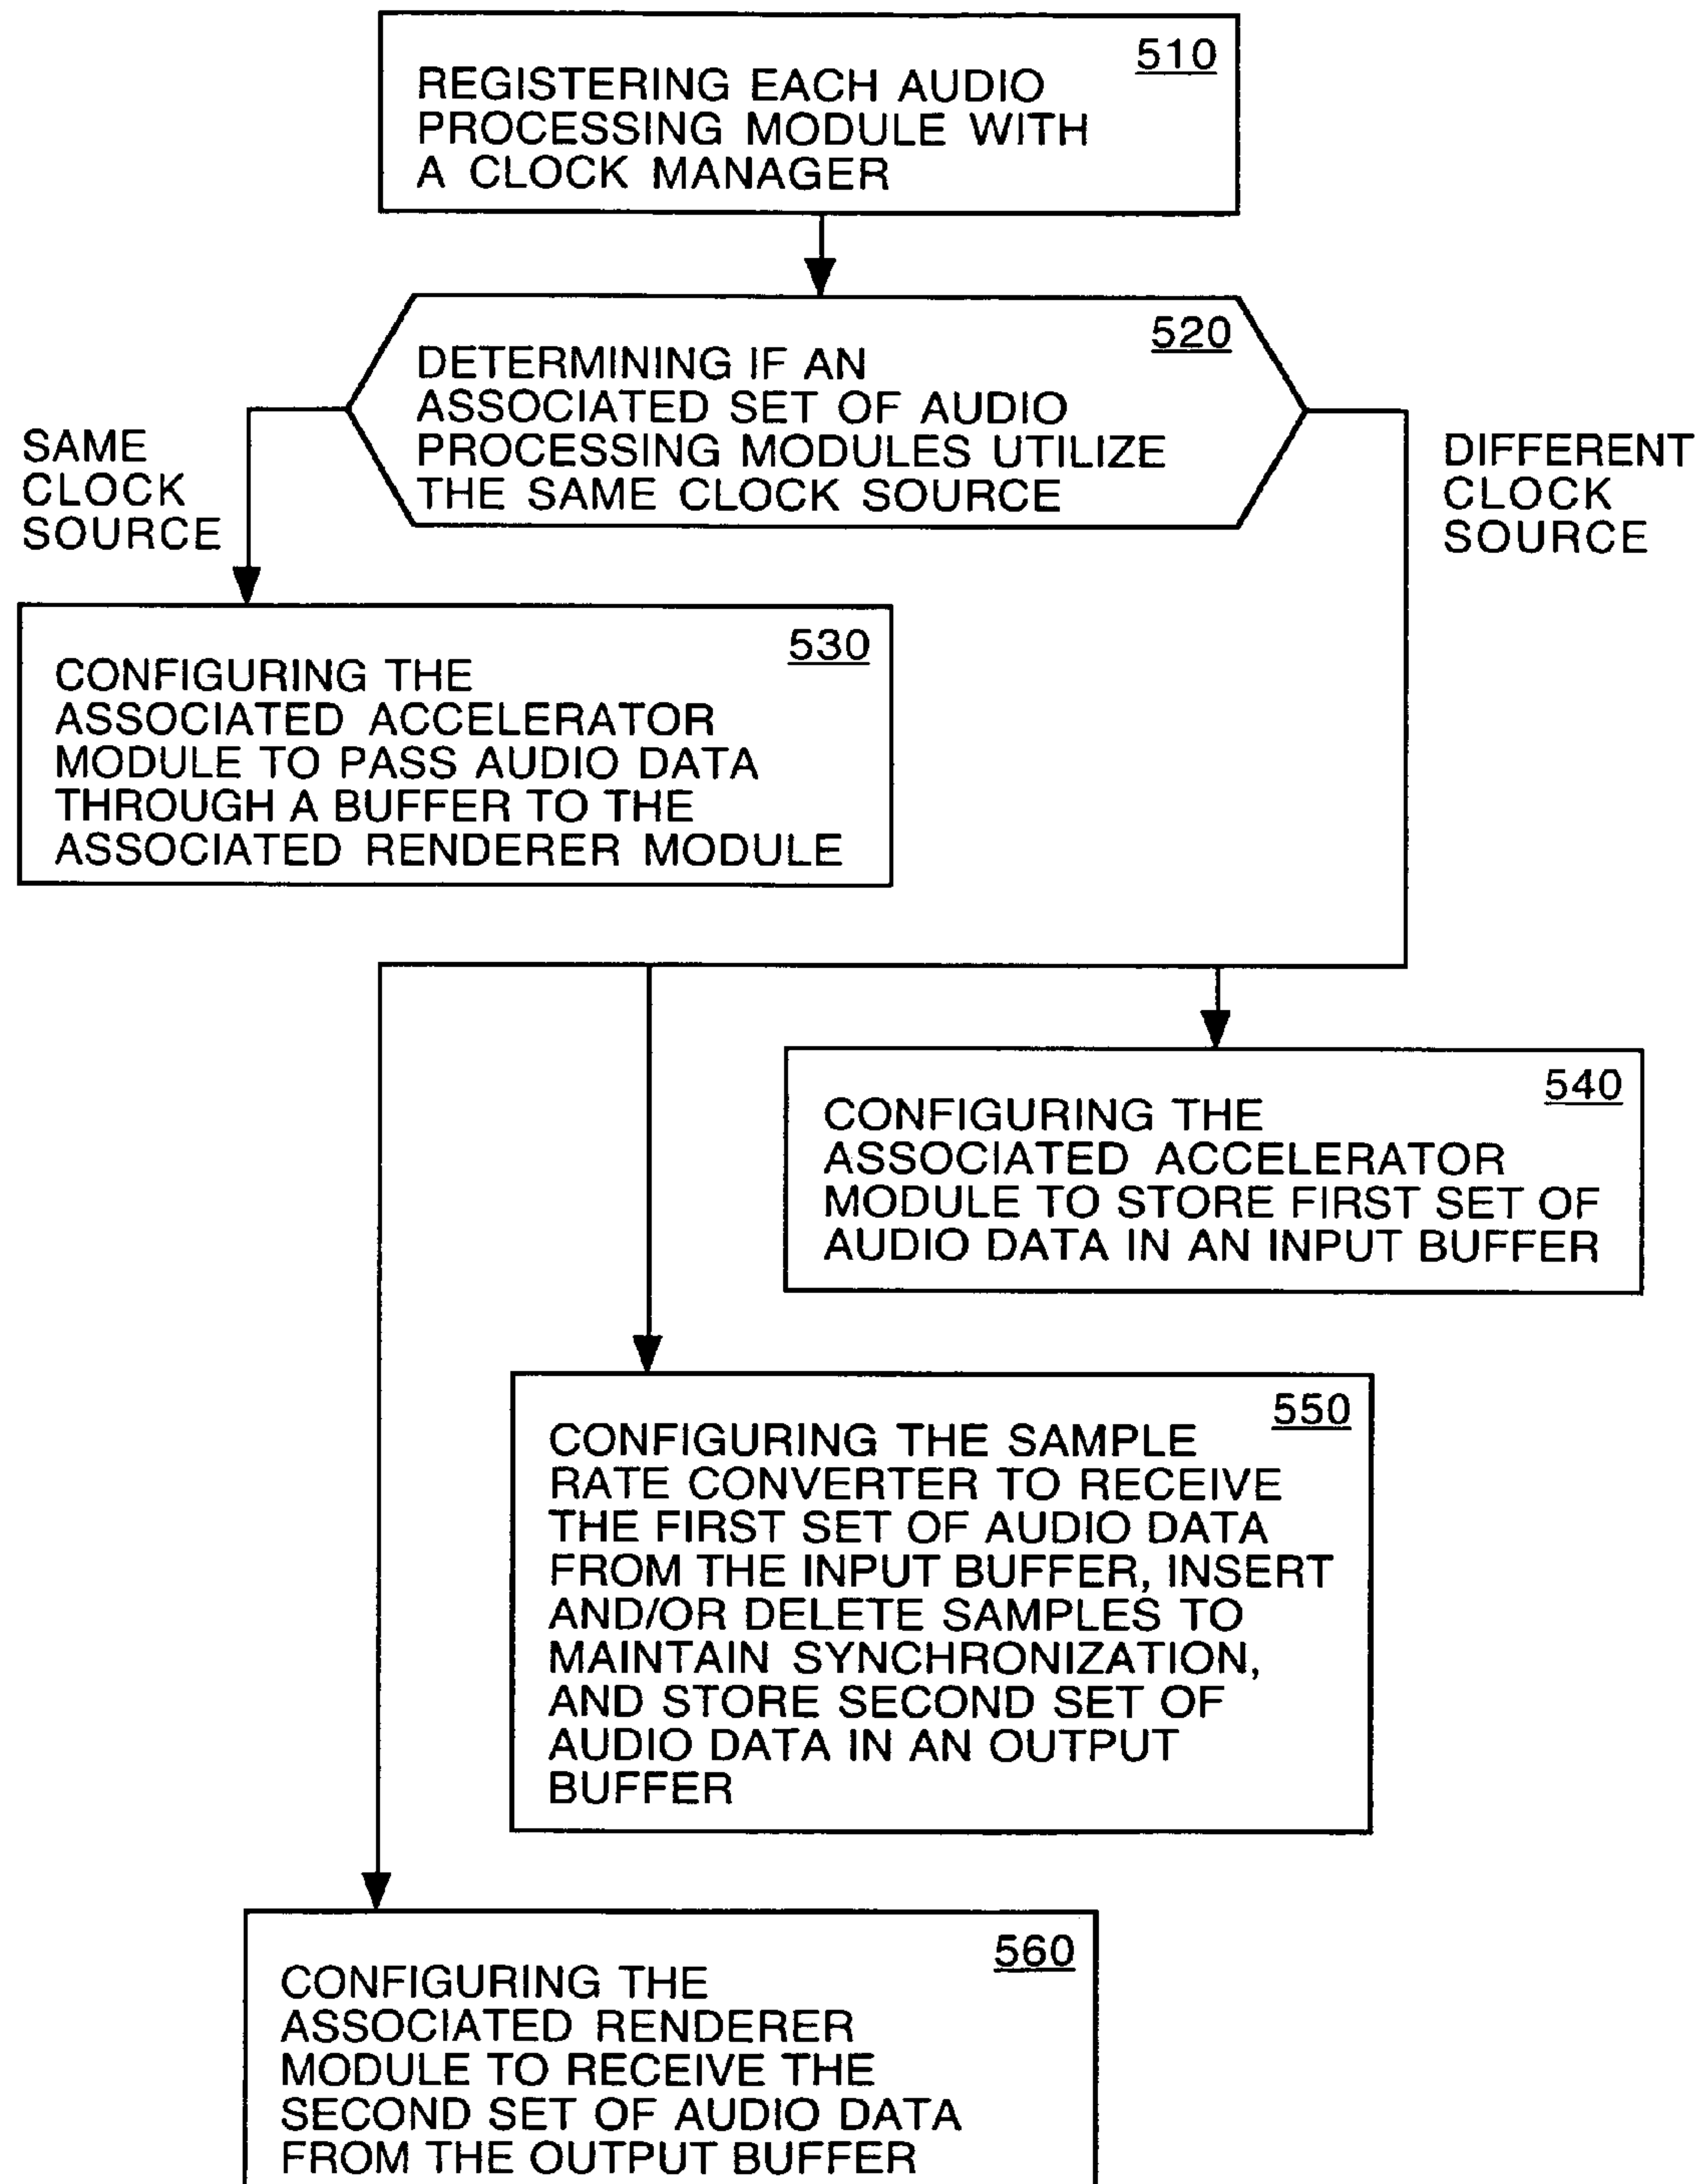 510
REGISTERING EACH AUDIO
PROCESSING MODULE WITH
A CLOCK MANAGER
520
DETERMINING IF AN
ASSOCIATED SET OF AUDIO
PROCESSING MODULES UTILIZE
THE SAME CLOCK SOURCE
SAME
CLOCK
SOURCE
DIFFERENT
CLOCK
SOURCE
530
CONFIGURING THE
ASSOCIATED ACCELERATOR
MODULE TO PASS AUDIO DATA
THROUGH A BUFFER TO THE
ASSOCIATED RENDERER MODULE
540
CONFIGURING THE
ASSOCIATED ACCELERATOR
MODULE TO STORE FIRST SET OF
AUDIO DATA IN AN INPUT BUFFER
550
CONFIGURING THE SAMPLE
RATE CONVERTER TO RECEIVE
THE FIRST SET OF AUDIO DATA
FROM THE INPUT BUFFER, INSERT
AND/OR DELETE SAMPLES TO
MAINTAIN SYNCHRONIZATION,
AND STORE SECOND SET OF
AUDIO DATA IN AN OUTPUT
BUFFER
560
CONFIGURING THE
ASSOCIATED RENDERER
MODULE TO RECEIVE THE
SECOND SET OF AUDIO DATA
FROM THE OUTPUT BUFFER